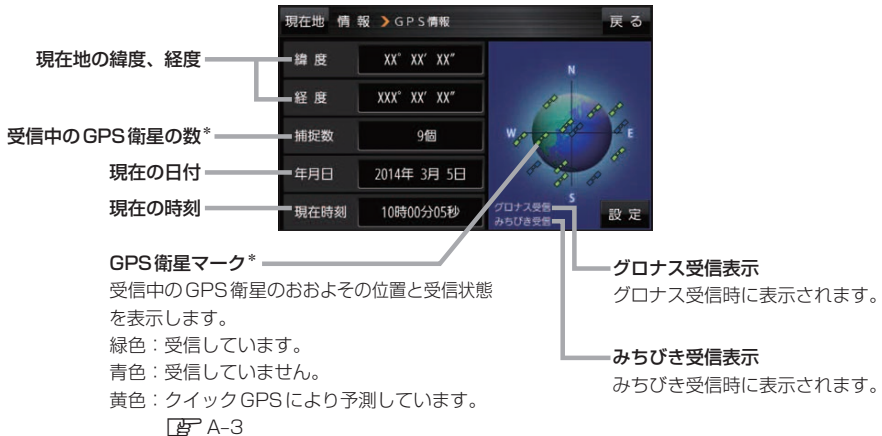 現在地 情 報 GPS情報 戻 る
現在地の緯度、経度
緯 度 XX° XX′ XX″
経 度 XXX° XX′ XX″
受信中のGPS衛星の数*
捕捉数 9個
現在の日付
年月日 2014年 3月 5日
現在の時刻
現在時刻 10時00分05秒
N
W
E
S
グロナス受信
みちびき受信
設 定
GPS衛星マーク*
受信中のGPS衛星のおおよその位置と受信状態
を表示します。
緑色：受信しています。
青色：受信していません。
黄色：クイックGPSにより予測しています。
A–3
グロナス受信表示
グロナス受信時に表示されます。
みちびき受信表示
みちびき受信時に表示されます。